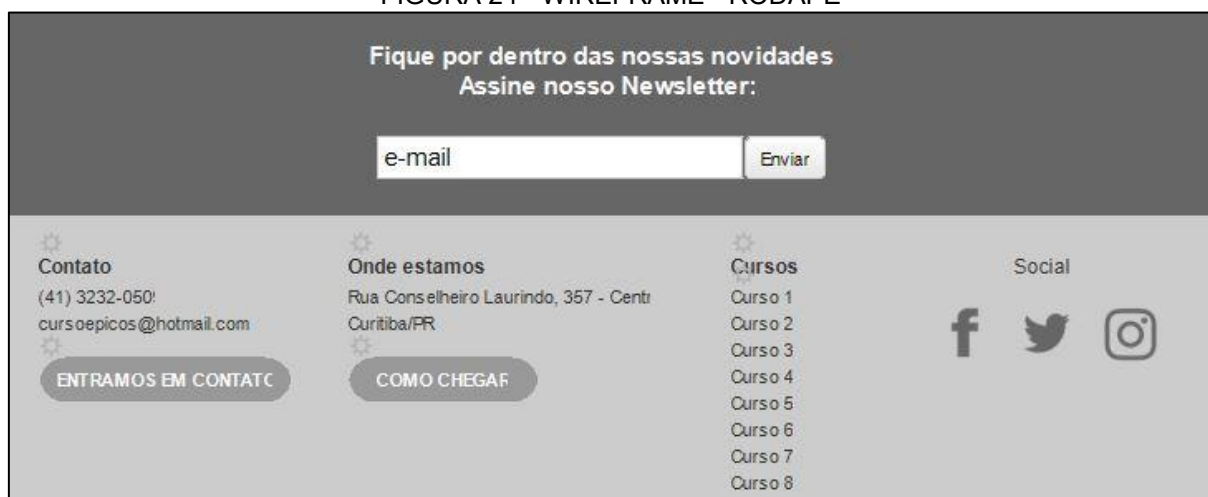 Fique por dentro das nossas novidades
Assine nosso Newsletter:
e-mail
Enviar
Contato
(41) 3232-050
cursoepicos@hotmail.com
ENTRAMOS EM CONTATO
Onde estamos
Rua Conselheiro Laurindo, 357 - Centr
Curitiba/PR
COMO CHEGAR
Cursos
Curso 1
Curso 2
Curso 3
Curso 4
Curso 5
Curso 6
Curso 7
Curso 8
Social